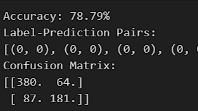 Accuracy: 78.79%
Label-Prediction Pairs:
[(0, 0), (0, 0), (0, 0), (0,
Confusion Matrix:
[[380. 64.]
[ 87. 181.]]